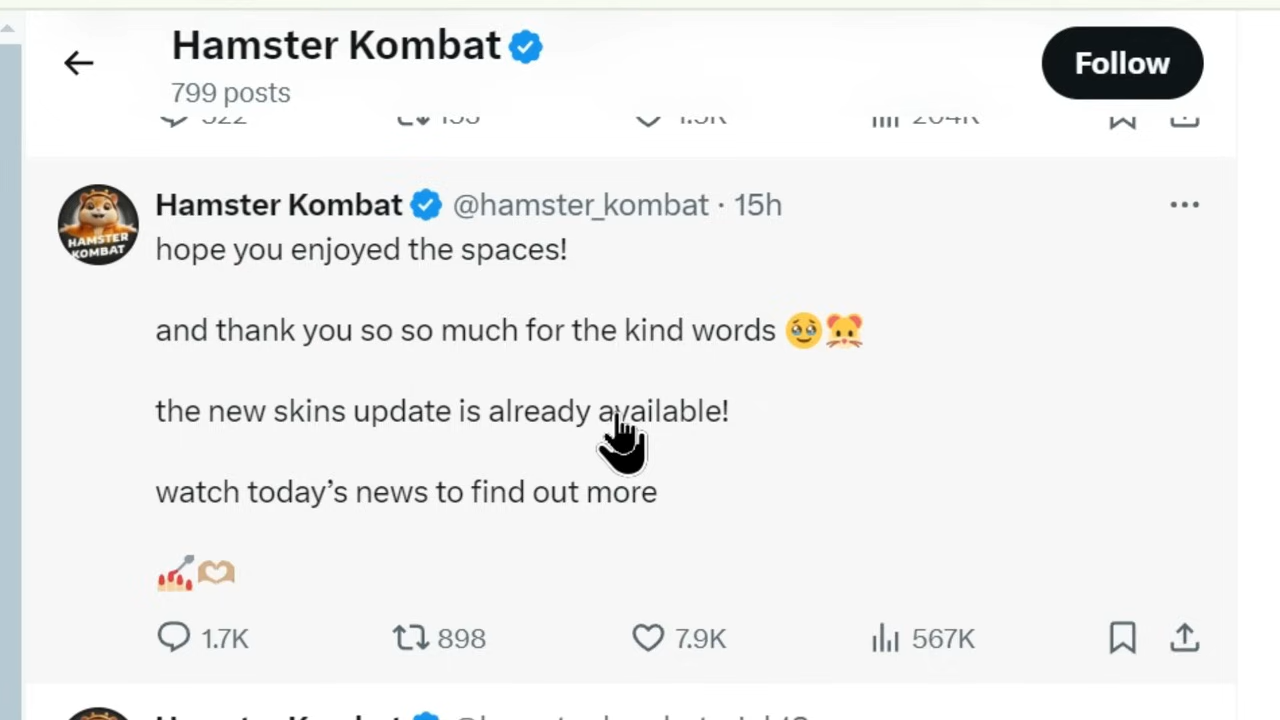 Hamster Kombat
Follow
799 posts
HAMSTER
KOMBAT
Hamster Kombat @hamster_kombat · 15h
hope you enjoyed the spaces!
and thank you so so much for the kind words 🥹🐹
the new skins update is already available!
watch today’s news to find out more
💅🏼🫶🏼
1.7K 898 7.9K 567K